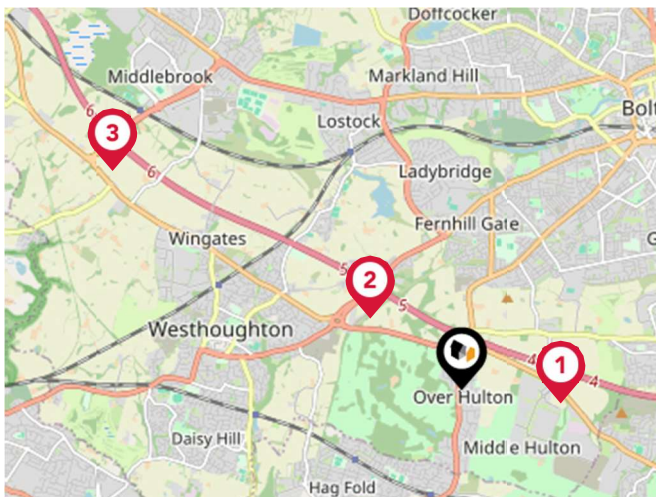 Doffcocker
Middlebrook
Markland Hill
6
3
Lostock
Bolt
6
Ladybridge
Wingates
Fernhill Gate
G
5
2
5
Westhoughton
4
1
4
Over Hulton
Daisy Hill
Middle Hulton
Hag Fold